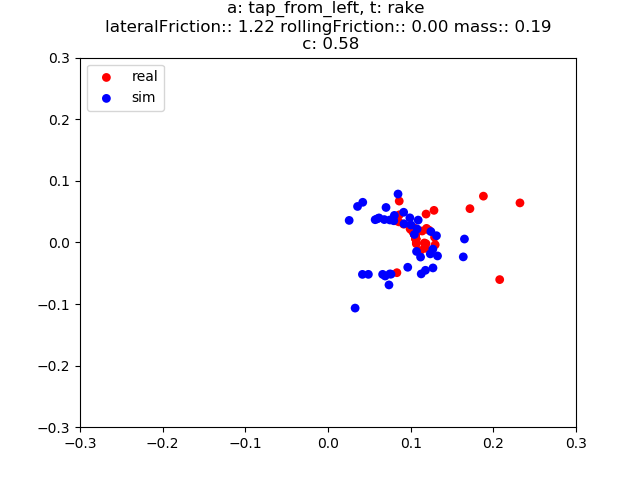 a: tap_from_left, t: rake
lateralFriction:: 1.22 rollingFriction:: 0.00 mass:: 0.19
c: 0.58
real
sim
0.3
0.2
0.1
0.0
−0.1
−0.2
−0.3
−0.3 −0.2 −0.1 0.0 0.1 0.2 0.3